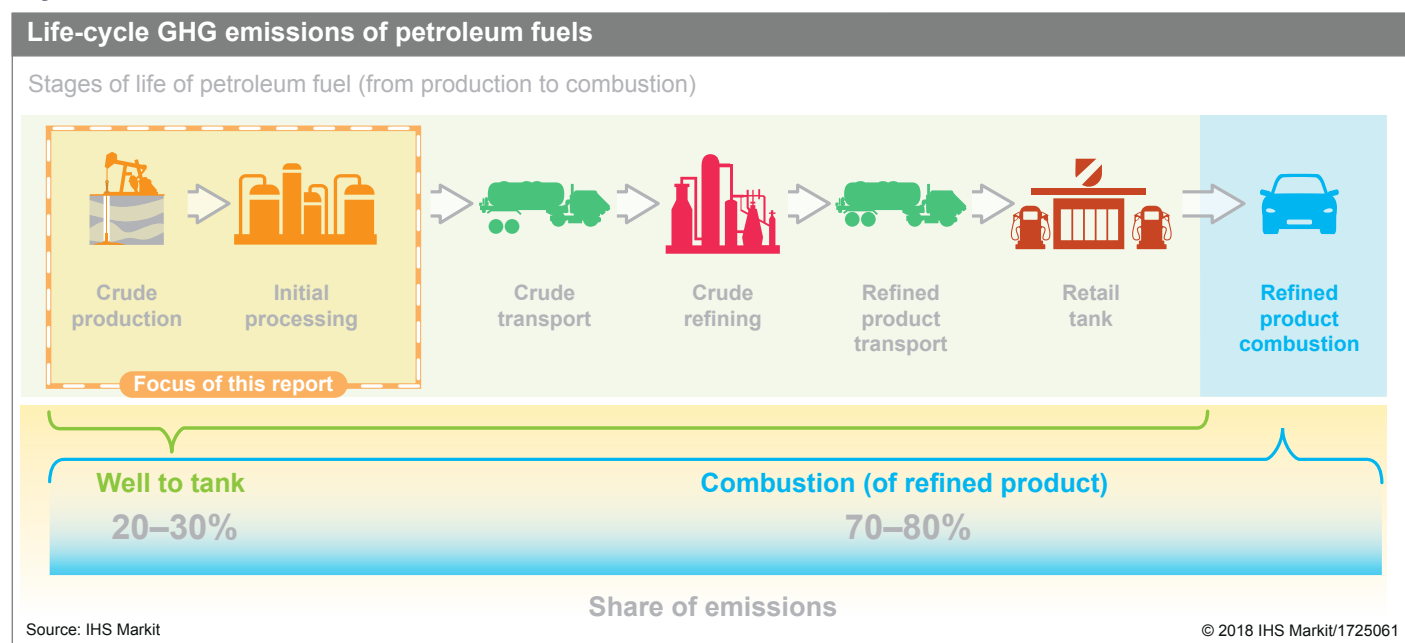 Life-cycle GHG emissions of petroleum fuels
Stages of life of petroleum fuel (from production to combustion)
Crude
production
Initial
processing
Crude
transport
Crude
refining
Refined
product
transport
Retail
tank
Refined
product
combustion
Focus of this report
Well to tank
20–30%
Combustion (of refined product)
70–80%
Share of emissions
Source: IHS Markit
© 2018 IHS Markit/1725061